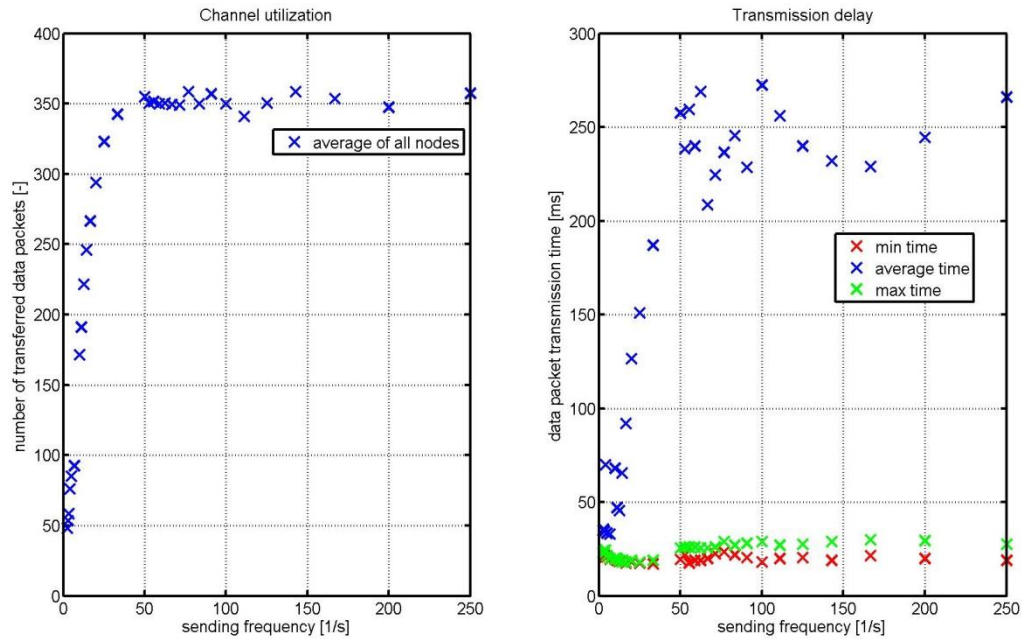 Channel utilization
400
350
300
250
200
150
100
50
0
number of transferred data packets [-]
average of all nodes
0 50 100 150 200 250
sending frequency [1/s]
Transmission delay
300
250
200
150
100
50
0
data packet transmission time [ms]
min time
average time
max time
0 50 100 150 200 250
sending frequency [1/s]